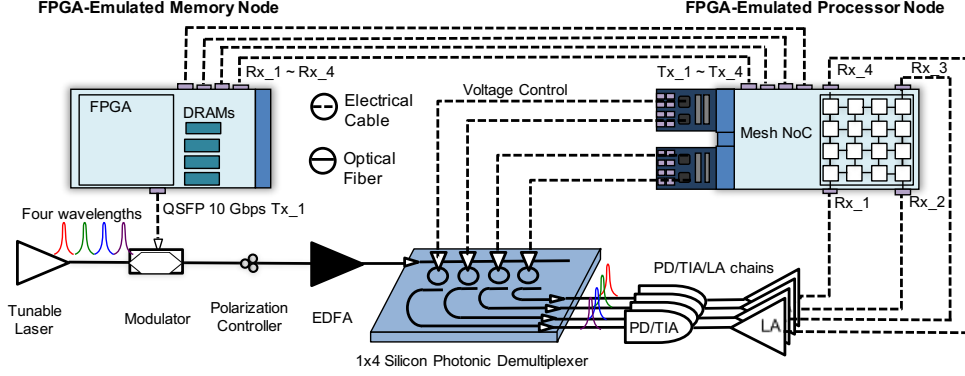 FPGA-Emulated Memory Node
FPGA-Emulated Processor Node
Rx_1 ~ Rx_4
Tx_1 ~ Tx_4
Rx_4
Rx_3
FPGA
DRAMs
Electrical
Cable
Voltage Control
Mesh NoC
Optical
Fiber
QSFP 10 Gbps Tx_1
Rx_1
Rx_2
Four wavelengths
PD/TIA/LA chains
Tunable
Laser
Modulator
Polarization
Controller
EDFA
PD/TIA
LA
1x4 Silicon Photonic Demultiplexer